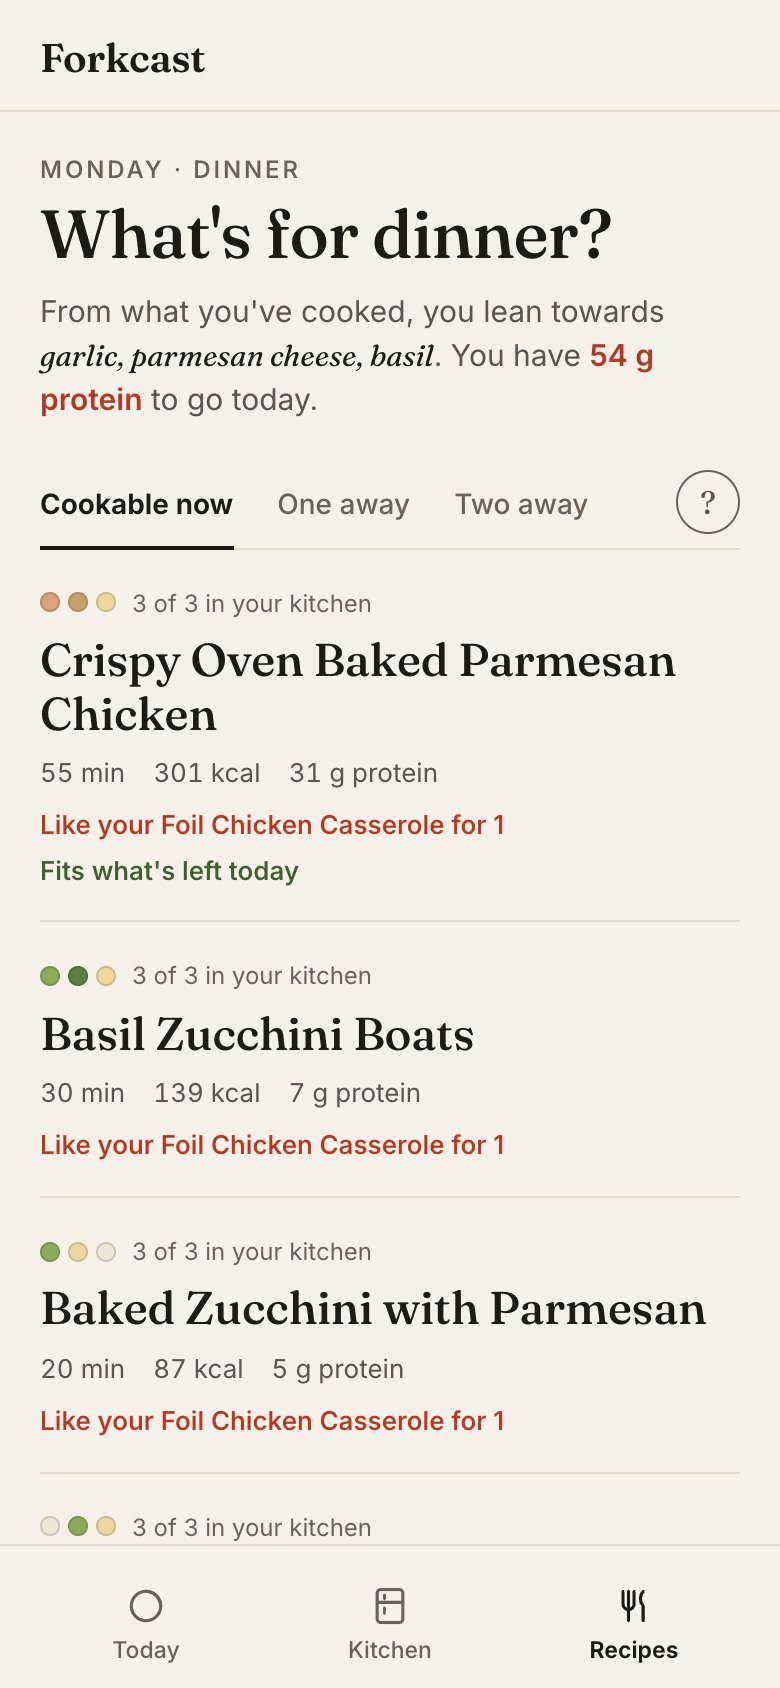 Forkcast
MONDAY · DINNER
What's for dinner?
From what you've cooked, you lean towards
garlic, parmesan cheese, basil. You have 54 g
protein to go today.
Cookable now One away Two away ?
3 of 3 in your kitchen
Crispy Oven Baked Parmesan
Chicken
55 min 301 kcal 31 g protein
Like your Foil Chicken Casserole for 1
Fits what's left today
3 of 3 in your kitchen
Basil Zucchini Boats
30 min 139 kcal 7 g protein
Like your Foil Chicken Casserole for 1
3 of 3 in your kitchen
Baked Zucchini with Parmesan
20 min 87 kcal 5 g protein
Like your Foil Chicken Casserole for 1
3 of 3 in your kitchen
Today Kitchen Recipes